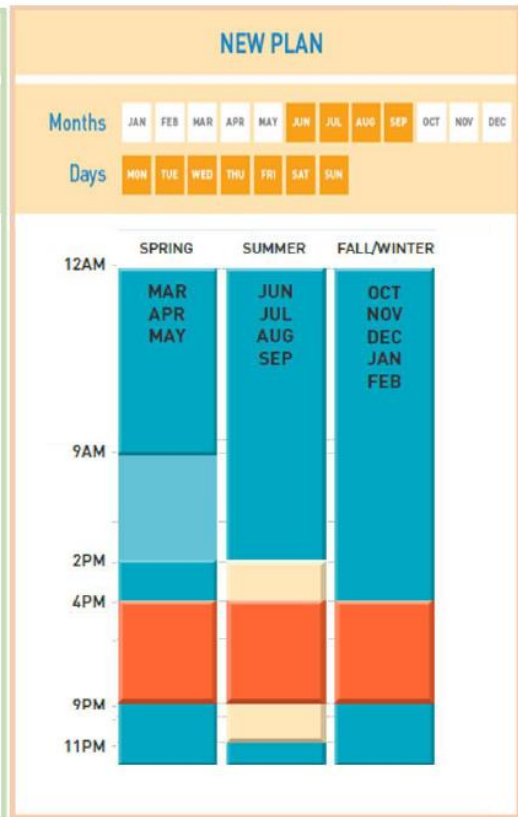 NEW PLAN
Months JAN FEB MAR APR MAY JUN JUL AUG SEP OCT NOV DEC
Days MON TUE WED THU FRI SAT SUN
SPRING SUMMER FALL/WINTER
12AM
MAR JUN OCT
APR JUL NOV
MAY AUG DEC
SEP JAN
FEB
9AM
2PM
4PM
9PM
11PM